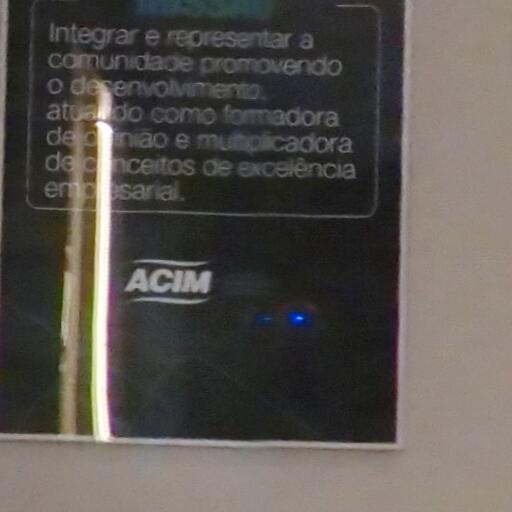 Integrar e representar a
comunidade promovendo
o desenvolvimento,
atuando como formadora
de opinião e multiplicadora
de conceitos de excelência
empresarial.
ACIM